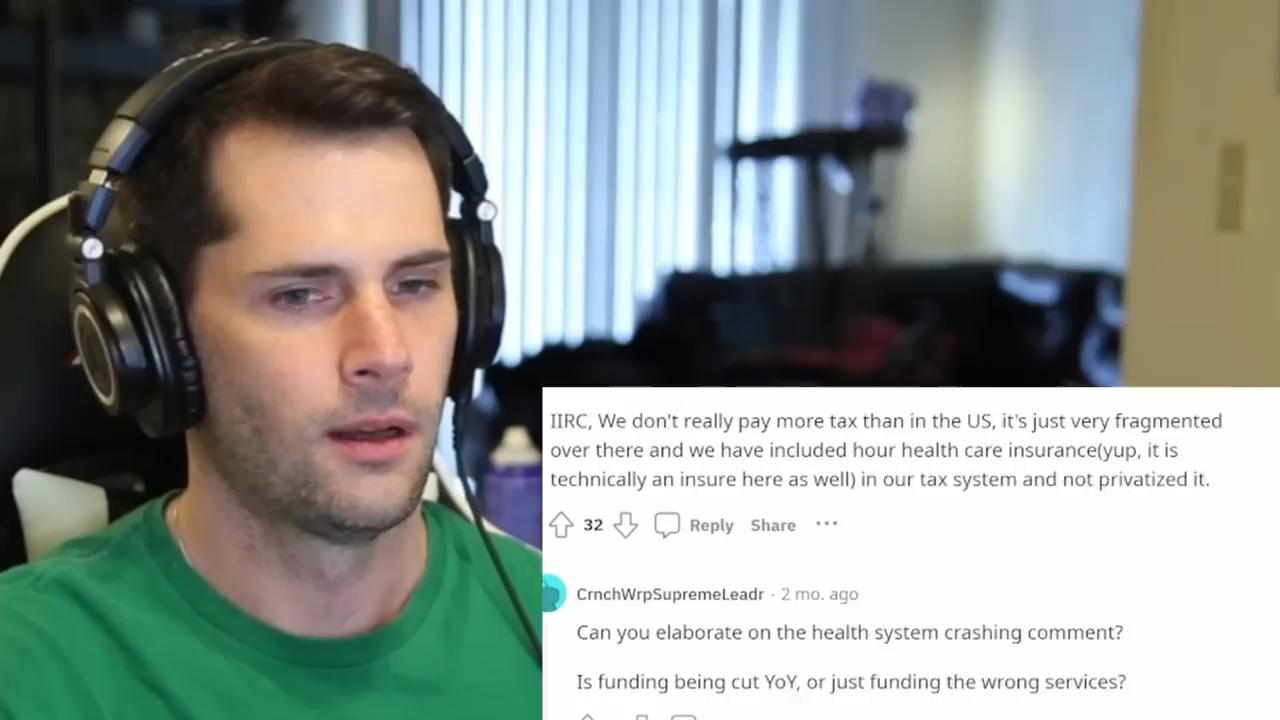 IIRC, We don't really pay more tax than in the US, it's just very fragmented
over there and we have included hour health care insurance(yup, it is
technically an insure here as well) in our tax system and not privatized it.
32 Reply Share ...
CrnchWrpSupremeLeadr · 2 mo. ago
Can you elaborate on the health system crashing comment?
Is funding being cut YoY, or just funding the wrong services?